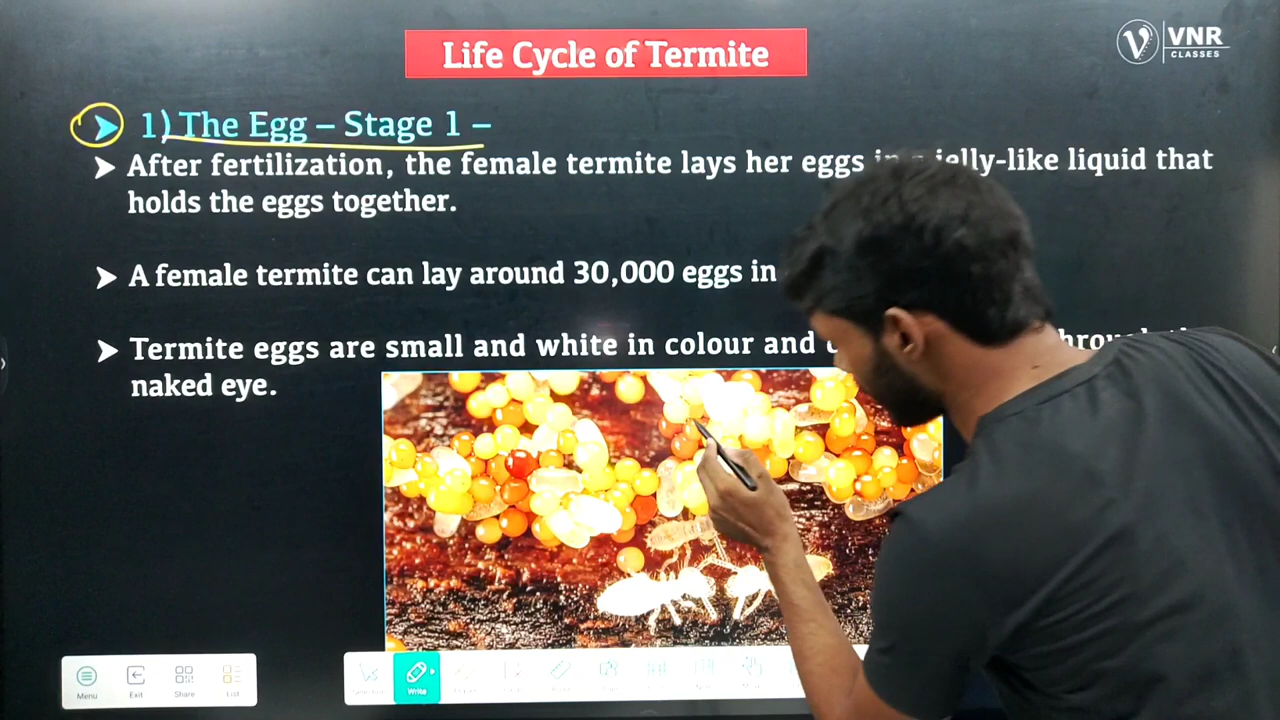 Life Cycle of Termite
VNR
CLASSES
1) The Egg – Stage 1 –
After fertilization, the female termite lays her eggs jelly-like liquid that
holds the eggs together.
A female termite can lay around 30,000 eggs in
Termite eggs are small and white in colour and
naked eye.
Menu
Exit
Share
List
Write